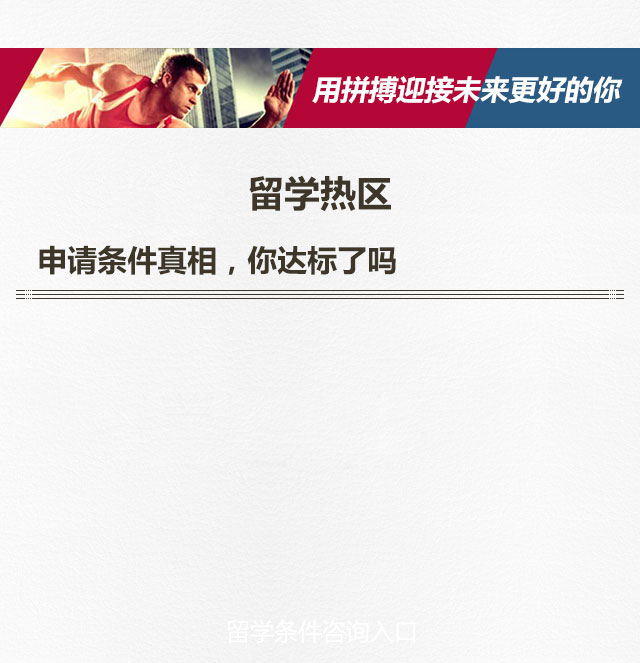 用拼搏迎接未来更好的你
留学热区
申请条件真相，你达标了吗
留学条件咨询入口